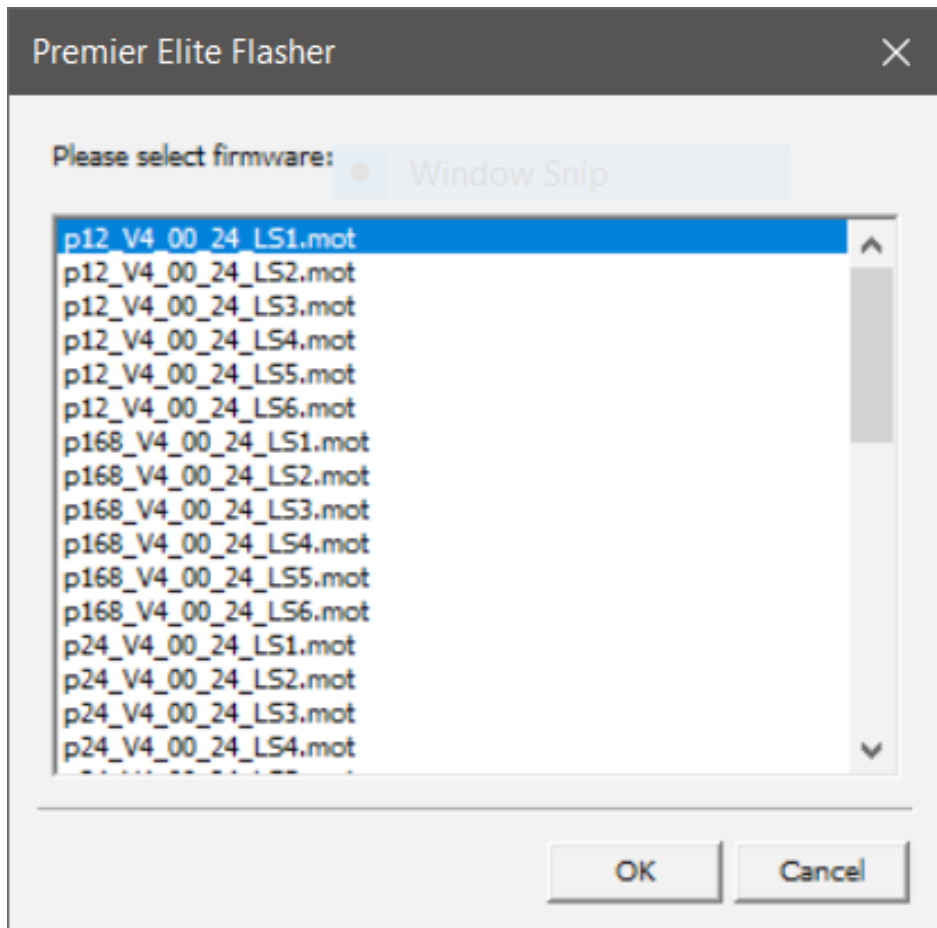 Premier Elite Flasher
Please select firmware:
Window Snip
p12_V4_00_24_LS1.mot
p12_V4_00_24_LS2.mot
p12_V4_00_24_LS3.mot
p12_V4_00_24_LS4.mot
p12_V4_00_24_LS5.mot
p12_V4_00_24_LS6.mot
p168_V4_00_24_LS1.mot
p168_V4_00_24_LS2.mot
p168_V4_00_24_LS3.mot
p168_V4_00_24_LS4.mot
p168_V4_00_24_LS5.mot
p168_V4_00_24_LS6.mot
p24_V4_00_24_LS1.mot
p24_V4_00_24_LS2.mot
p24_V4_00_24_LS3.mot
p24_V4_00_24_LS4.mot
OK
Cancel